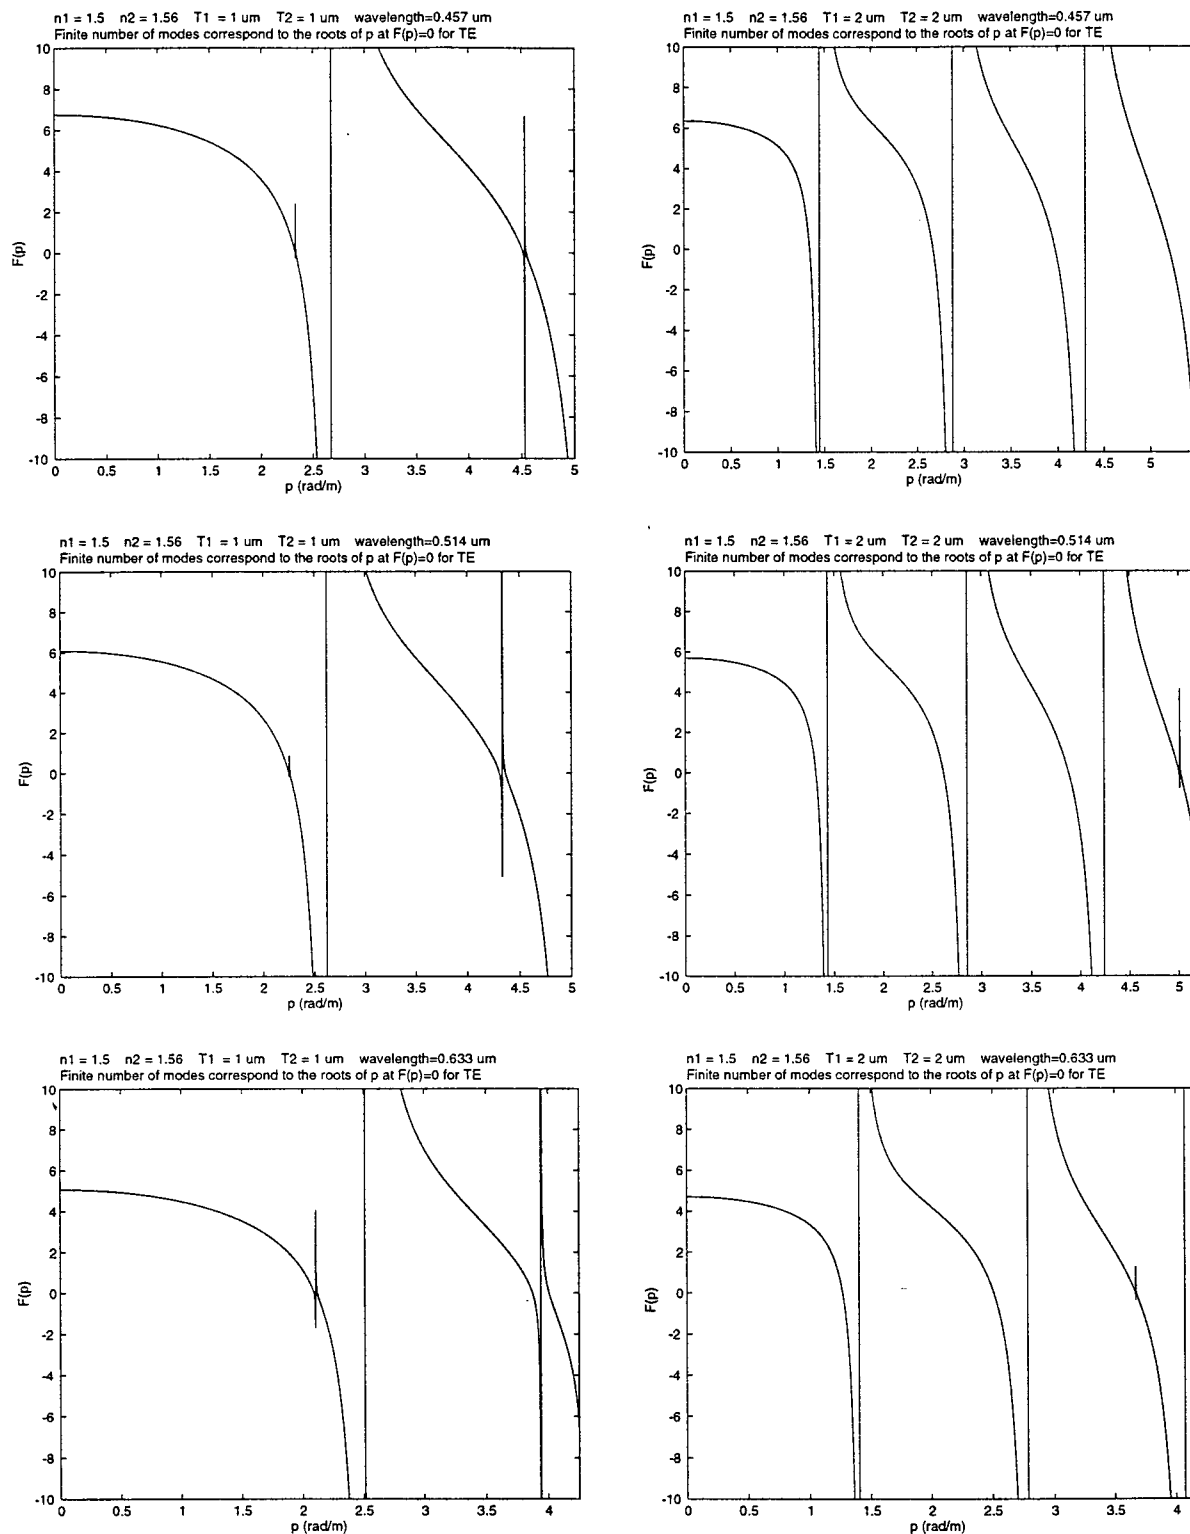 n1 = 1.5 n2 = 1.56 T1 = 1 um T2 = 1 um wavelength=0.457 um
Finite number of modes correspond to the roots of p at F(p)=0 for TE
10
8
6
4
2
0
-2
-4
-6
-8
-10
F(p)
0 0.5 1 1.5 2 2.5 3 3.5 4 4.5 5
p (rad/m)
n1 = 1.5 n2 = 1.56 T1 = 2 um T2 = 2 um wavelength=0.457 um
Finite number of modes correspond to the roots of p at F(p)=0 for TE
10
8
6
4
2
0
-2
-4
-6
-8
-10
F(p)
0 0.5 1 1.5 2 2.5 3 3.5 4 4.5 5
p (rad/m)
n1 = 1.5 n2 = 1.56 T1 = 1 um T2 = 1 um wavelength=0.514 um
Finite number of modes correspond to the roots of p at F(p)=0 for TE
10
8
6
4
2
0
-2
-4
-6
-8
-10
F(p)
0 0.5 1 1.5 2 2.5 3 3.5 4 4.5 5
p (rad/m)
n1 = 1.5 n2 = 1.56 T1 = 2 um T2 = 2 um wavelength=0.514 um
Finite number of modes correspond to the roots of p at F(p)=0 for TE
10
8
6
4
2
0
-2
-4
-6
-8
-10
F(p)
0 0.5 1 1.5 2 2.5 3 3.5 4 4.5 5
p (rad/m)
n1 = 1.5 n2 = 1.56 T1 = 1 um T2 = 1 um wavelength=0.633 um
Finite number of modes correspond to the roots of p at F(p)=0 for TE
10
8
6
4
2
0
-2
-4
-6
-8
-10
F(p)
0 0.5 1 1.5 2 2.5 3 3.5 4
p (rad/m)
n1 = 1.5 n2 = 1.56 T1 = 2 um T2 = 2 um wavelength=0.633 um
Finite number of modes correspond to the roots of p at F(p)=0 for TE
10
8
6
4
2
0
-2
-4
-6
-8
-10
F(p)
0 0.5 1 1.5 2 2.5 3 3.5 4
p (rad/m)